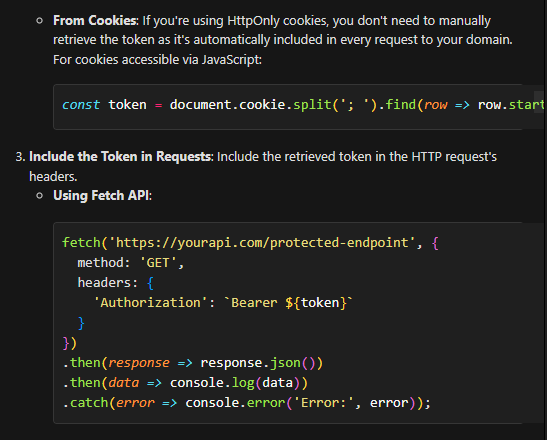 ◦ From Cookies: If you're using HttpOnly cookies, you don't need to manually
retrieve the token as it's automatically included in every request to your domain.
For cookies accessible via JavaScript:
const token = document.cookie.split('; ').find(row => row.start
3. Include the Token in Requests: Include the retrieved token in the HTTP request's
headers.
◦ Using Fetch API:
fetch('https://yourapi.com/protected-endpoint', {
  method: 'GET',
  headers: {
    'Authorization': `Bearer ${token}`
  }
})
.then(response => response.json())
.then(data => console.log(data))
.catch(error => console.error('Error:', error));